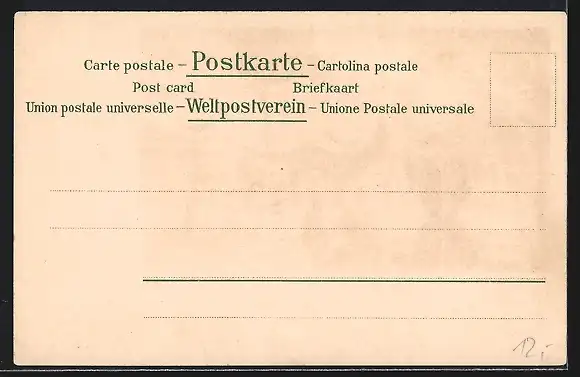 Carte postale – Postkarte – Cartolina postale
Post card Briefkaart
Union postale universelle – Weltpostverein – Unione Postale universale
12,-